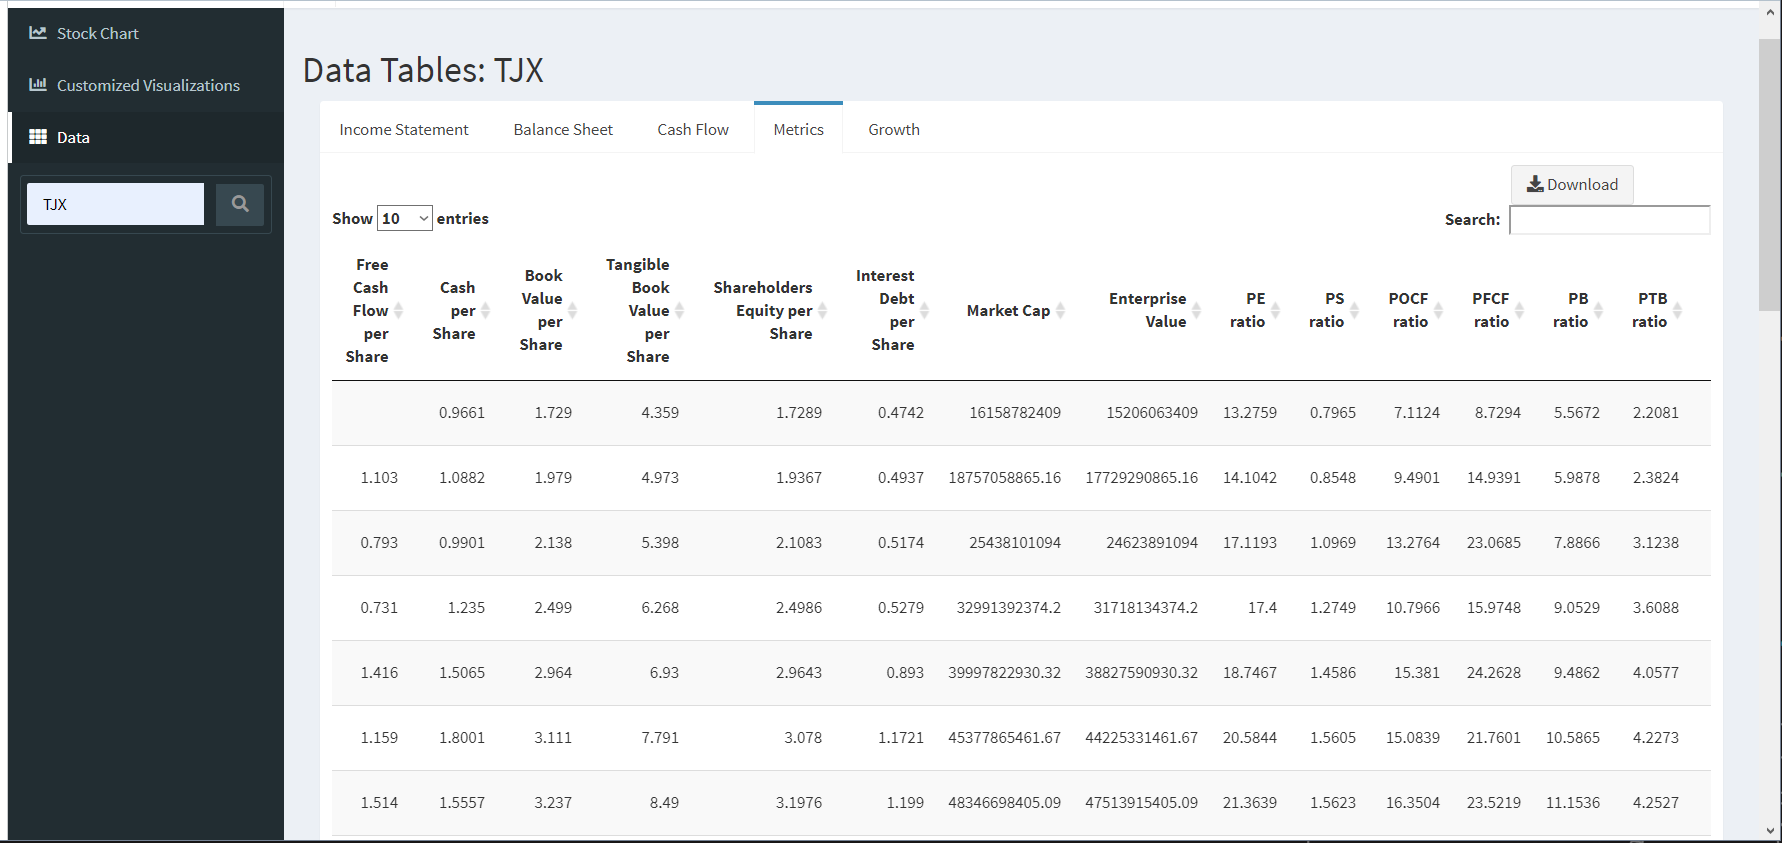 Stock Chart
Customized Visualizations
Data
TJX
Data Tables: TJX
Income Statement Balance Sheet Cash Flow Metrics Growth
Download
Show 10 entries
Search:
Free Cash Flow per Share
Cash per Share
Book Value per Share
Tangible Book Value per Share
Shareholders Equity per Share
Interest Debt per Share
Market Cap
Enterprise Value
PE ratio
PS ratio
POCF ratio
PFCF ratio
PB ratio
PTB ratio
0.9661 1.729 4.359 1.7289 0.4742 16158782409 15206063409 13.2759 0.7965 7.1124 8.7294 5.5672 2.2081
1.103 1.0882 1.979 4.973 1.9367 0.4937 18757058865.16 17729290865.16 14.1042 0.8548 9.4901 14.9391 5.9878 2.3824
0.793 0.9901 2.138 5.398 2.1083 0.5174 25438101094 24623891094 17.1193 1.0969 13.2764 23.0685 7.8866 3.1238
0.731 1.235 2.499 6.268 2.4986 0.5279 32991392374.2 31718134374.2 17.4 1.2749 10.7966 15.9748 9.0529 3.6088
1.416 1.5065 2.964 6.93 2.9643 0.893 39997822930.32 38827590930.32 18.7467 1.4586 15.381 24.2628 9.4862 4.0577
1.159 1.8001 3.111 7.791 3.078 1.1721 45377865461.67 44225331461.67 20.5844 1.5605 15.0839 21.7601 10.5865 4.2273
1.514 1.5557 3.237 8.49 3.1976 1.199 48346698405.09 47513915405.09 21.3639 1.5623 16.3504 23.5219 11.1536 4.2527